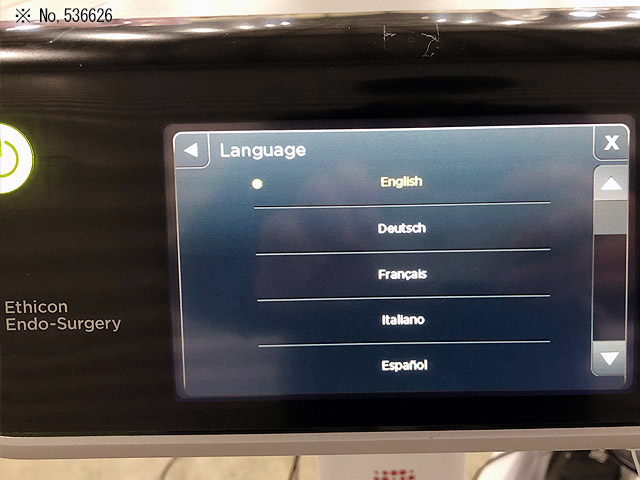 ※ No,536626
Language
X
English
Deutsch
Français
Italiano
Español
Ethicon
Endo-Surgery